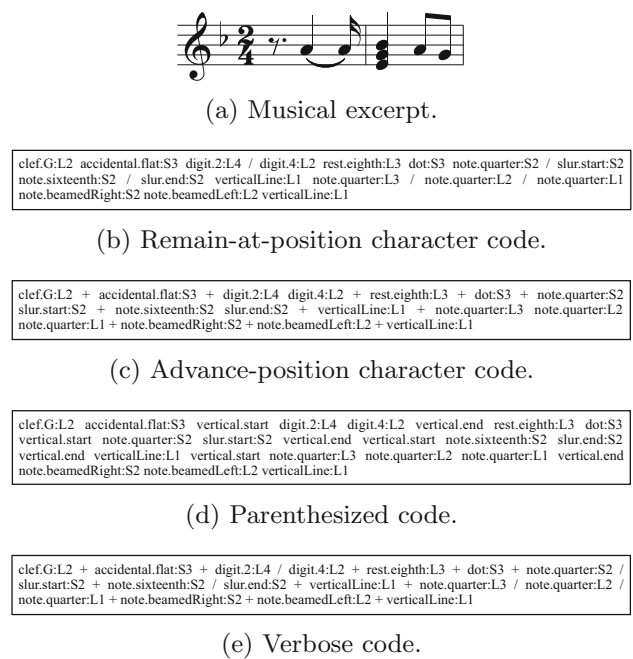 2
4
(a) Musical excerpt.
clef.G:L2 accidental.flat:S3 digit.2:L4 / digit.4:L2 rest.eighth:L3 dot:S3 note.quarter:S2 / slur.start:S2
note.sixteenth:S2 / slur.end:S2 verticalLine:L1 note.quarter:L3 / note.quarter:L2 / note.quarter:L1
note.beamedRight:S2 note.beamedLeft:L2 verticalLine:L1
(b) Remain-at-position character code.
clef.G:L2 + accidental.flat:S3 + digit.2:L4 digit.4:L2 + rest.eighth:L3 + dot:S3 + note.quarter:S2
slur.start:S2 + note.sixteenth:S2 slur.end:S2 + verticalLine:L1 + note.quarter:L3 note.quarter:L2
note.quarter:L1 + note.beamedRight:S2 + note.beamedLeft:L2 + verticalLine:L1
(c) Advance-position character code.
clef.G:L2 accidental.flat:S3 vertical.start digit.2:L4 digit.4:L2 vertical.end rest.eighth:L3 dot:S3
vertical.start note.quarter:S2 slur.start:S2 vertical.end vertical.start note.sixteenth:S2 slur.end:S2
vertical.end verticalLine:L1 vertical.start note.quarter:L3 note.quarter:L2 note.quarter:L1 vertical.end
note.beamedRight:S2 note.beamedLeft:L2 verticalLine:L1
(d) Parenthesized code.
clef.G:L2 + accidental.flat:S3 + digit.2:L4 / digit.4:L2 + rest.eighth:L3 + dot:S3 + note.quarter:S2 /
slur.start:S2 + note.sixteenth:S2 / slur.end:S2 + verticalLine:L1 + note.quarter:L3 / note.quarter:L2 /
note.quarter:L1 + note.beamedRight:S2 + note.beamedLeft:L2 + verticalLine:L1
(e) Verbose code.